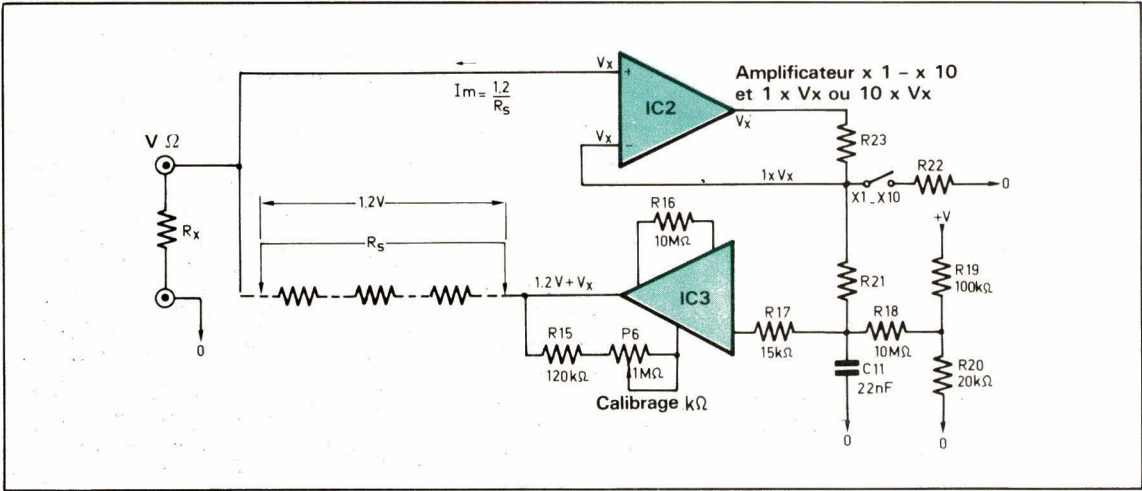 Vx
+
IC2
Vx
−
Im= 1,2 / Rs
Amplificateur x 1 – x 10
et 1 x Vx ou 10 x Vx
Vx
R23
V Ω
1x Vx
X1_X10
R22
0
1,2V
Rx
Rs
R16
10MΩ
+V
1,2V+Vx
IC3
R21
R19
100kΩ
R17
15kΩ
R18
10MΩ
R15
120kΩ
P6
1MΩ
C11
22nF
R20
20kΩ
Calibrage kΩ
0
0
0